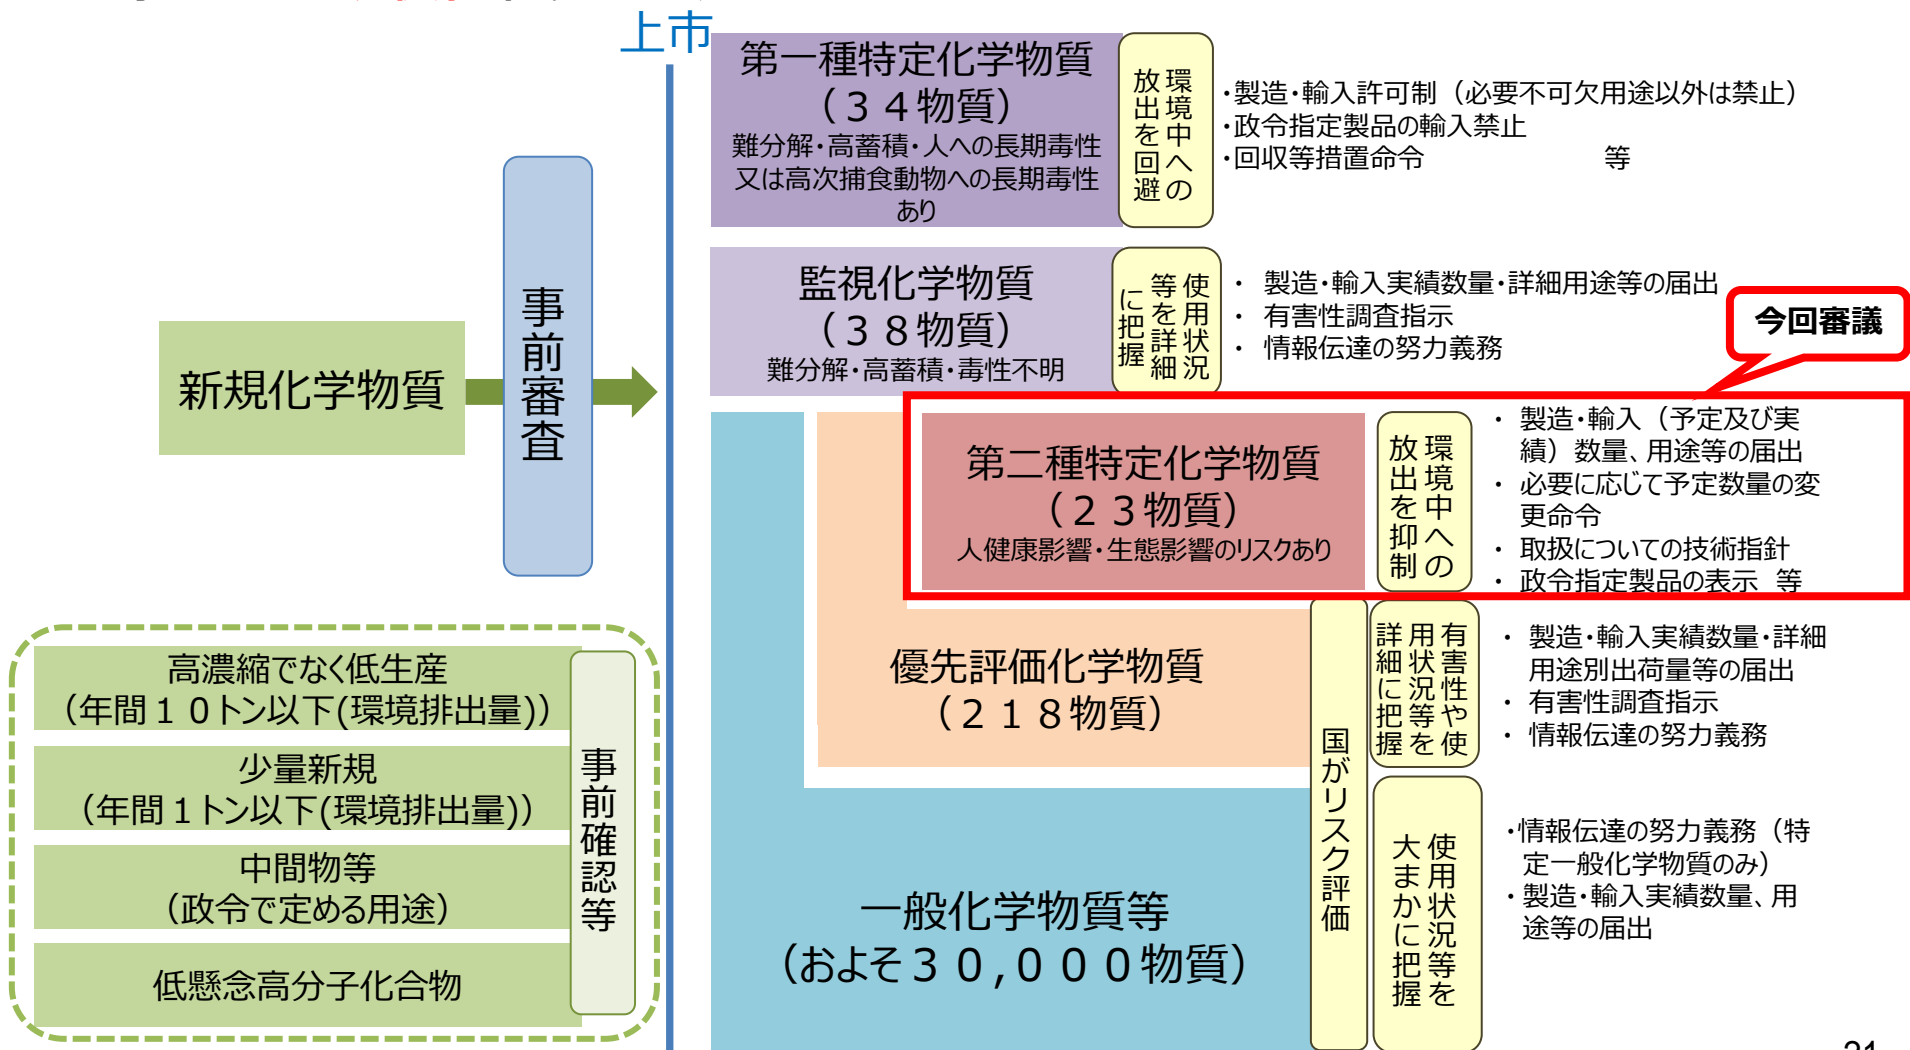 上市
第一種特定化学物質
（３４物質）
難分解・高蓄積・人への長期毒性
又は高次捕食動物への長期毒性
あり
環境中への
放出を回避
・製造・輸入許可制（必要不可欠用途以外は禁止）
・政令指定製品の輸入禁止
・回収等措置命令　　　　　　　等
監視化学物質
（３８物質）
難分解・高蓄積・毒性不明
使用状況
等を詳細
に把握
・ 製造・輸入実績数量・詳細用途等の届出
・ 有害性調査指示
・ 情報伝達の努力義務
今回審議
新規化学物質
事前審査
第二種特定化学物質
（２３物質）
人健康影響・生態影響のリスクあり
環境中への
放出を抑制
・ 製造・輸入（予定及び実
績）数量、用途等の届出
・ 必要に応じて予定数量の変
更命令
・ 取扱についての技術指針
・ 政令指定製品の表示　等
優先評価化学物質
（２１８物質）
有害性や使
用状況等を
詳細に把握
・ 製造・輸入実績数量・詳細
用途別出荷量等の届出
・ 有害性調査指示
・ 情報伝達の努力義務
国がリスク評価
一般化学物質等
（およそ３０,０００物質）
使用状況等を
大まかに把握
・情報伝達の努力義務（特
定一般化学物質のみ）
・製造・輸入実績数量、用
途等の届出
高濃縮でなく低生産
（年間１０トン以下(環境排出量)）
少量新規
（年間１トン以下(環境排出量)）
中間物等
（政令で定める用途）
低懸念高分子化合物
事前確認等